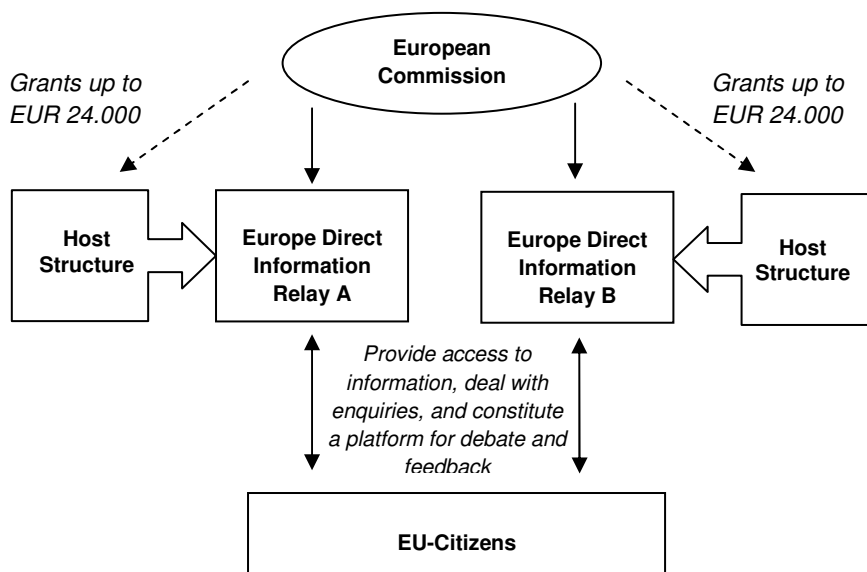 European
Commission
Grants up to
EUR 24.000
Grants up to
EUR 24.000
Host
Structure
Europe Direct
Information
Relay A
Europe Direct
Information
Relay B
Host
Structure
Provide access to
information, deal with
enquiries, and constitute
a platform for debate and
feedback
EU-Citizens